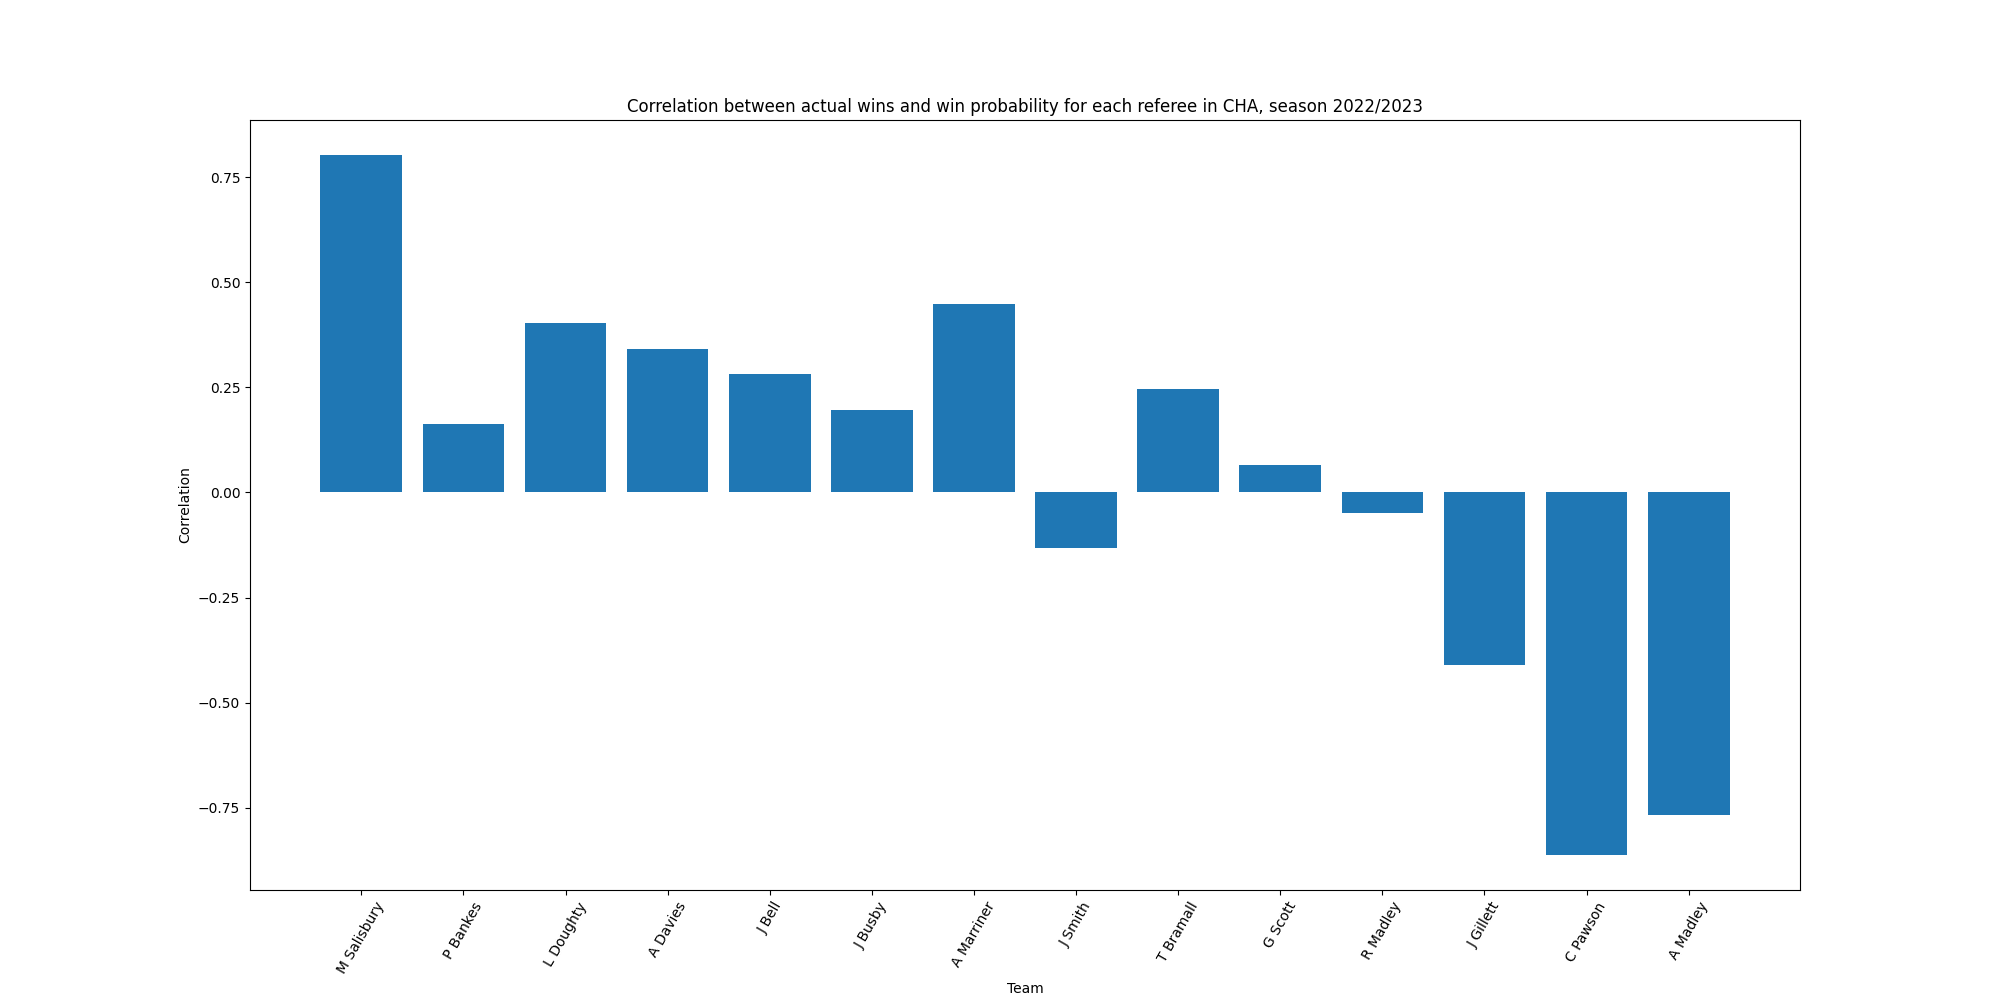 Correlation between actual wins and win probability for each referee in CHA, season 2022/2023
Correlation
0.75
0.50
0.25
0.00
−0.25
−0.50
−0.75
M Salisbury
P Bankes
L Doughty
A Davies
J Bell
J Busby
A Marriner
J Smith
T Bramall
G Scott
R Madley
J Gillett
C Pawson
A Madley
Team